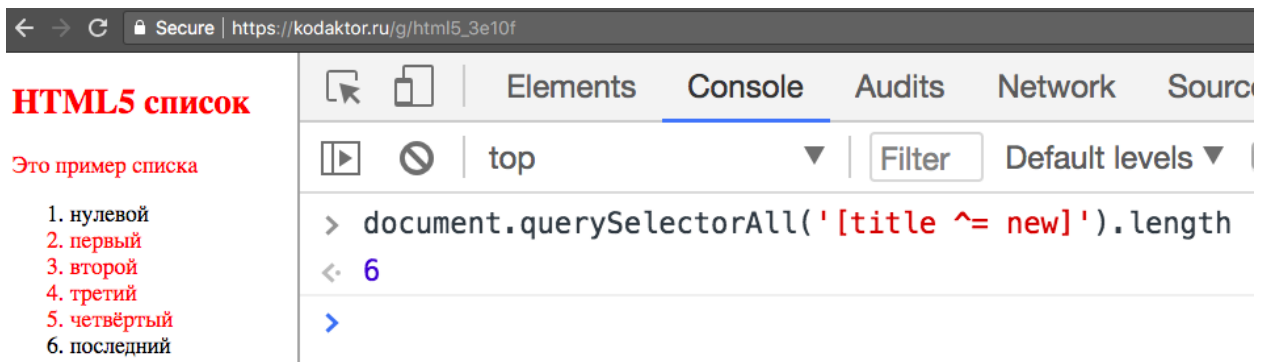 Secure | https://kodaktor.ru/g/html5_3e10f
HTML5 список
Это пример списка
1. нулевой
2. первый
3. второй
4. третий
5. четвёртый
6. последний
Elements Console Audits Network Sourc
top ▼ Filter Default levels ▼
> document.querySelectorAll('[title ^= new]').length
6
>